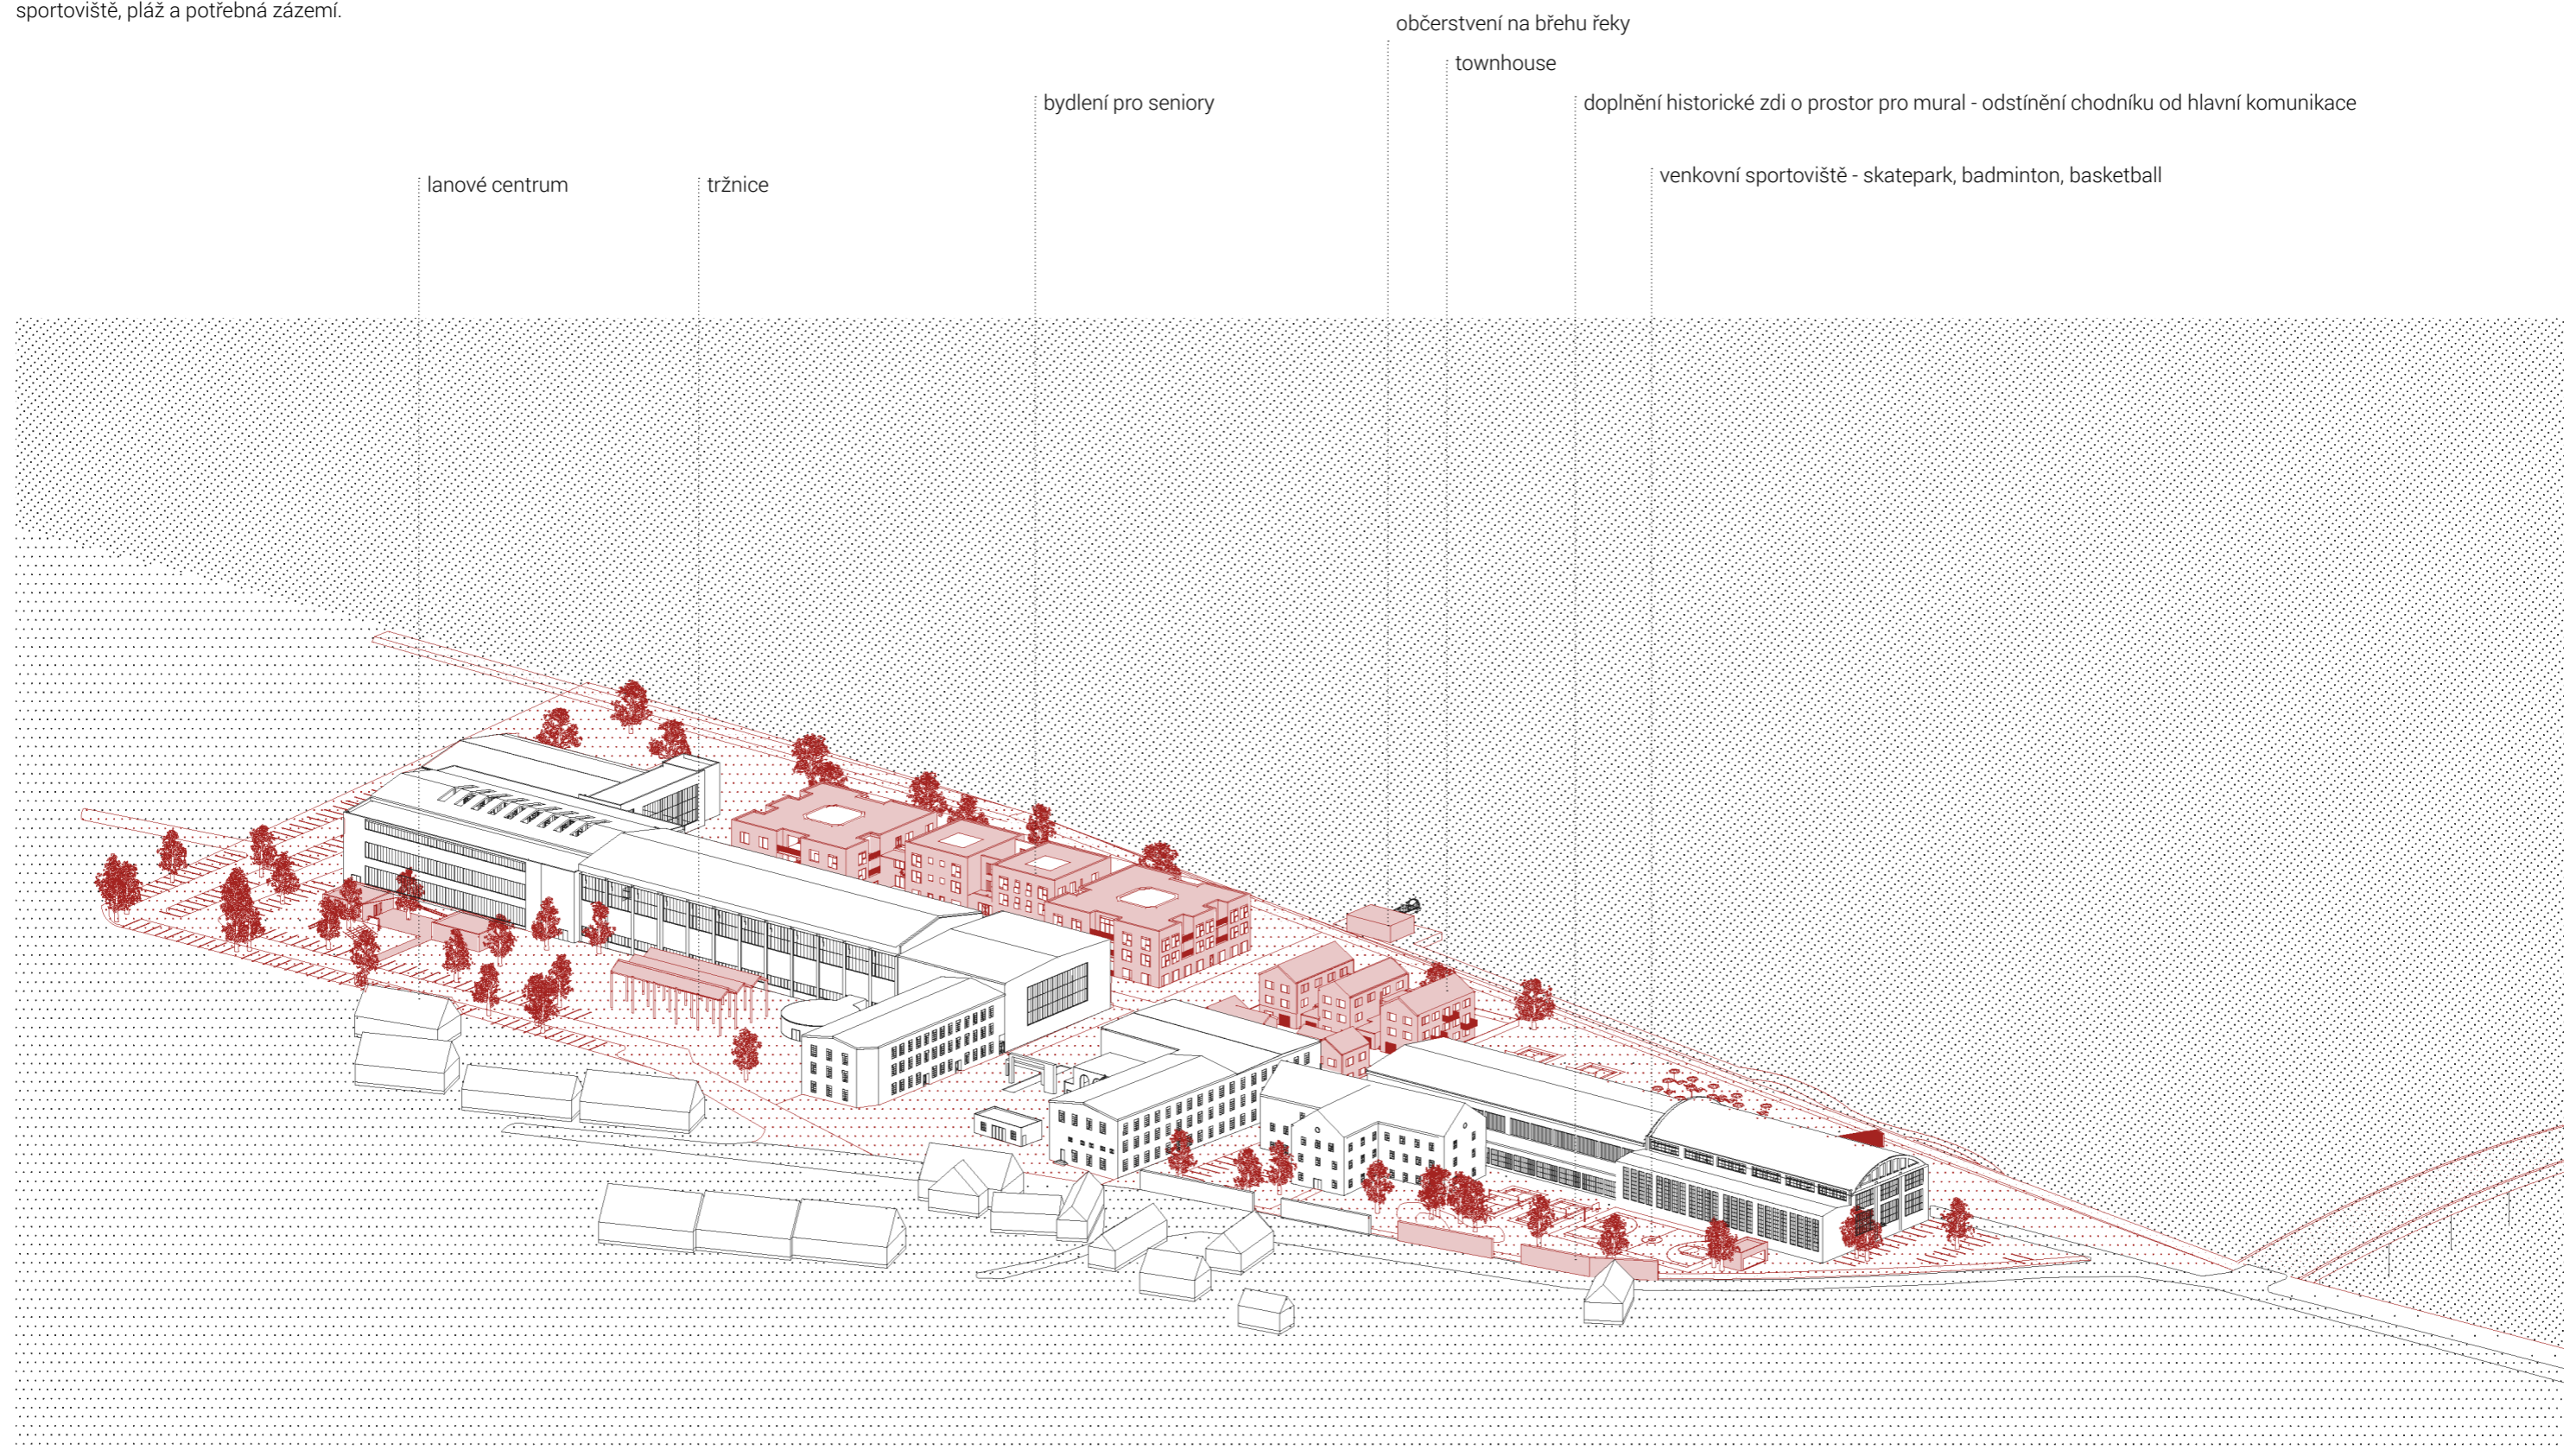 sportoviště, pláž a potřebná zázemí.
občerstvení na břehu řeky
townhouse
bydlení pro seniory
doplnění historické zdi o prostor pro mural - odstínění chodníku od hlavní komunikace
venkovní sportoviště - skatepark, badminton, basketball
lanové centrum
tržnice